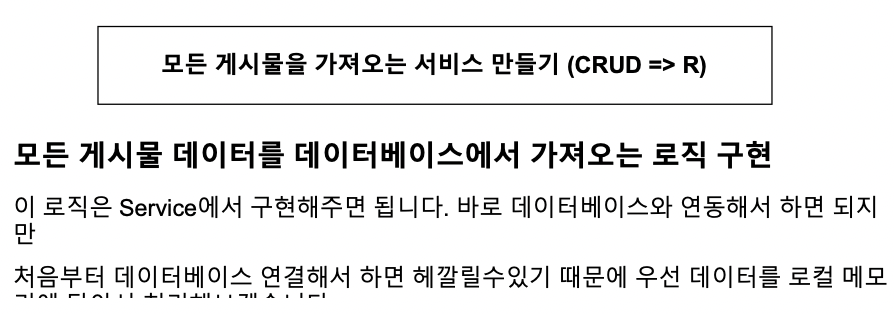 모든 게시물을 가져오는 서비스 만들기 (CRUD => R)
모든 게시물 데이터를 데이터베이스에서 가져오는 로직 구현
이 로직은 Service에서 구현해주면 됩니다. 바로 데이터베이스와 연동해서 하면 되지
만
처음부터 데이터베이스 연결해서 하면 헤깔릴수있기 때문에 우선 데이터를 로컬 메모